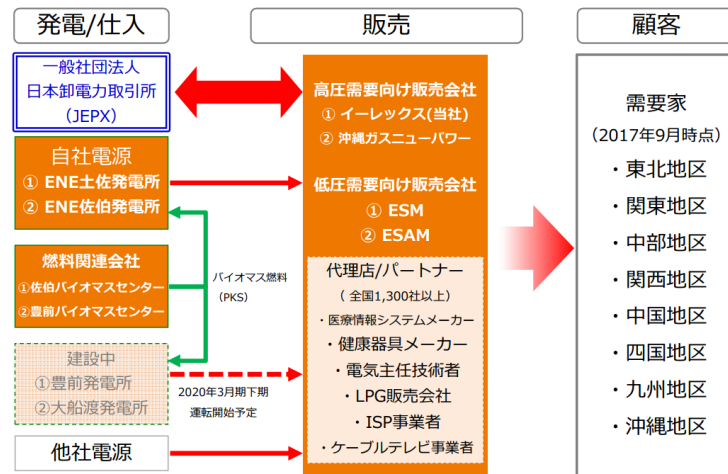 発電/仕入
販売
顧客
一般社団法人
日本卸電力取引所
（JEPX）
自社電源
① ENE土佐発電所
② ENE佐伯発電所
燃料関連会社
①佐伯バイオマスセンター
②豊前バイオマスセンター
バイオマス燃料
（PKS）
建設中
①豊前発電所
②大船渡発電所
2020年3月期下期
運転開始予定
他社電源
高圧需要向け販売会社
① イーレックス(当社)
② 沖縄ガスニューパワー
低圧需要向け販売会社
① ESM
② ESAM
代理店/パートナー
（ 全国1,300社以上）
・医療情報システムメーカー
・健康器具メーカー
・電気主任技術者
・LPG販売会社
・ISP事業者
・ケーブルテレビ事業者
需要家
（2017年9月時点）
・東北地区
・関東地区
・中部地区
・関西地区
・中国地区
・四国地区
・九州地区
・沖縄地区